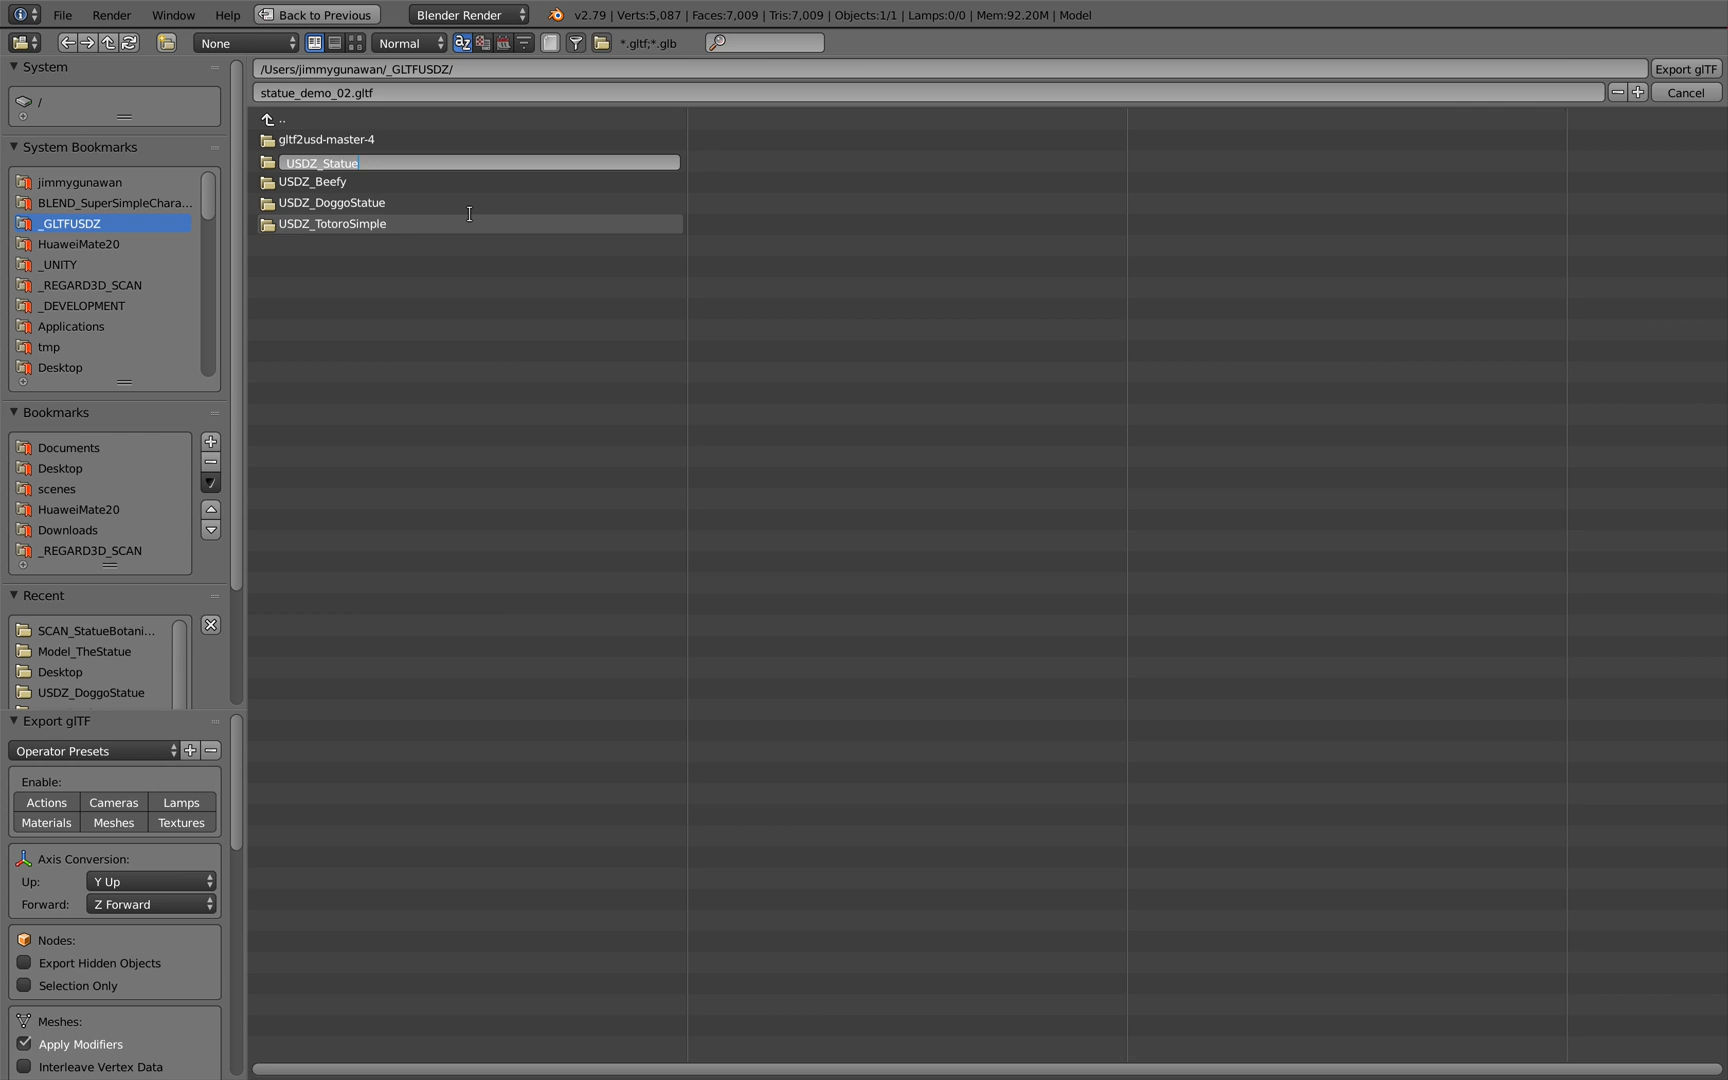 File Render Window Help Back to Previous Blender Render v2.79 | Verts:5,087 | Faces:7,009 | Tris:7,009 | Objects:1/1 | Lamps:0/0 | Mem:92.20M | Model
None Normal *.gltf;*.glb
System
/
System Bookmarks
jimmygunawan
BLEND_SuperSimpleChara...
_GLTFUSDZ
HuaweiMate20
_UNITY
_REGARD3D_SCAN
_DEVELOPMENT
Applications
tmp
Desktop
Bookmarks
Documents
Desktop
scenes
HuaweiMate20
Downloads
_REGARD3D_SCAN
Recent
SCAN_StatueBotani...
Model_TheStatue
Desktop
USDZ_DoggoStatue
Export glTF
Operator Presets
Enable:
Actions Cameras Lamps
Materials Meshes Textures
Axis Conversion:
Up: Y Up
Forward: Z Forward
Nodes:
Export Hidden Objects
Selection Only
Meshes:
Apply Modifiers
Interleave Vertex Data
/Users/jimmygunawan/_GLTFUSDZ/ Export glTF
statue_demo_02.gltf Cancel
..
gltf2usd-master-4
USDZ_Statue
USDZ_Beefy
USDZ_DoggoStatue
USDZ_TotoroSimple